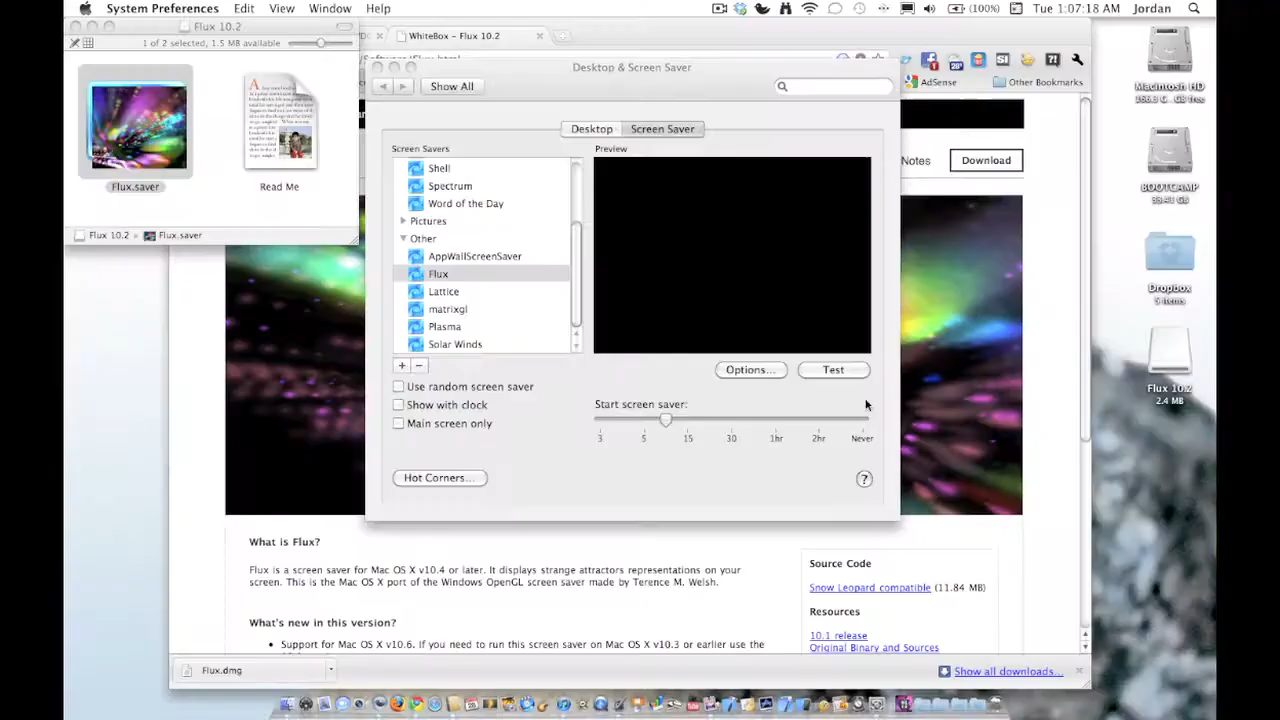 System Preferences Edit View Window Help
(100%) Tue 1:07:18 AM Jordan
Flux 10.2
1 of 2 selected, 1.5 MB available
Flux.saver
Read Me
Flux 10.2 Flux.saver
WhiteBox – Flux 10.2
AdSense
Other Bookmarks
Notes
Download
Desktop & Screen Saver
Show All
Desktop
Screen Saver
Screen Savers
Shell
Spectrum
Word of the Day
Pictures
Other
AppWallScreenSaver
Flux
Lattice
matrixgl
Plasma
Solar Winds
+ −
Preview
Options...
Test
Use random screen saver
Show with clock
Main screen only
Start screen saver:
3 5 15 30 1hr 2hr Never
Hot Corners...
?
Macintosh HD
BOOTCAMP
Dropbox
5 items
Flux 10.2
2.4 MB
What is Flux?
Flux is a screen saver for Mac OS X v10.4 or later. It displays strange attractors representations on your
screen. This is the Mac OS X port of the Windows OpenGL screen saver made by Terence M. Welsh.
What's new in this version?
• Support for Mac OS X v10.6. If you need to run this screen saver on Mac OS X v10.3 or earlier use the
Source Code
Snow Leopard compatible (11.84 MB)
Resources
10.1 release
Original Binary and Sources
Flux.dmg
Show all downloads...